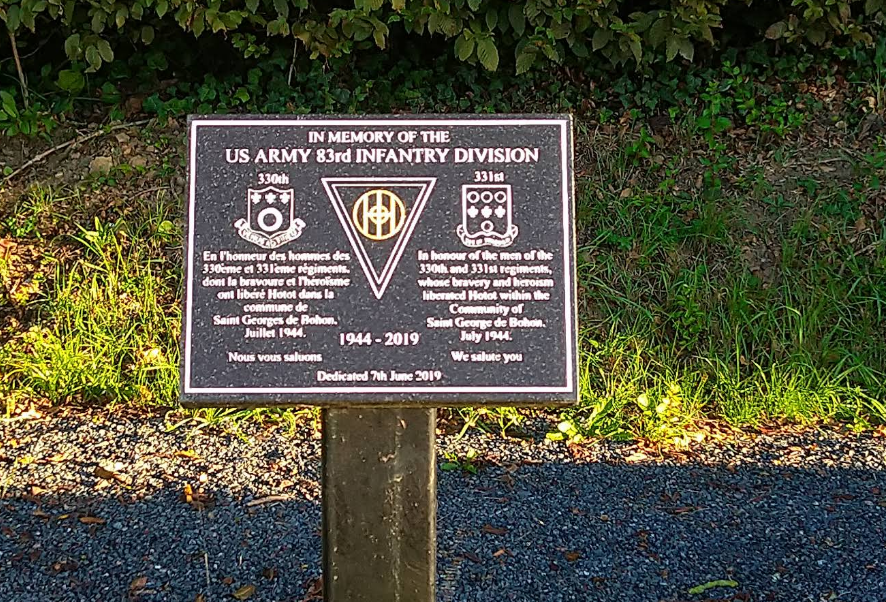 IN MEMORY OF THE
US ARMY 83rd INFANTRY DIVISION
330th
331st
En l'honneur des hommes des
330eme et 331eme régiments,
dont la bravoure et l'heroïsme
ont libéré Hotot dans la
commune de
Saint Georges de Bohon,
Juillet 1944.
Nous vous saluons
In honour of the men of the
330th and 331st regiments,
whose bravery and heroism
liberated Hotot within the
Community of
Saint George de Bohon.
July 1944.
We salute you
1944 - 2019
Dedicated 7th June 2019